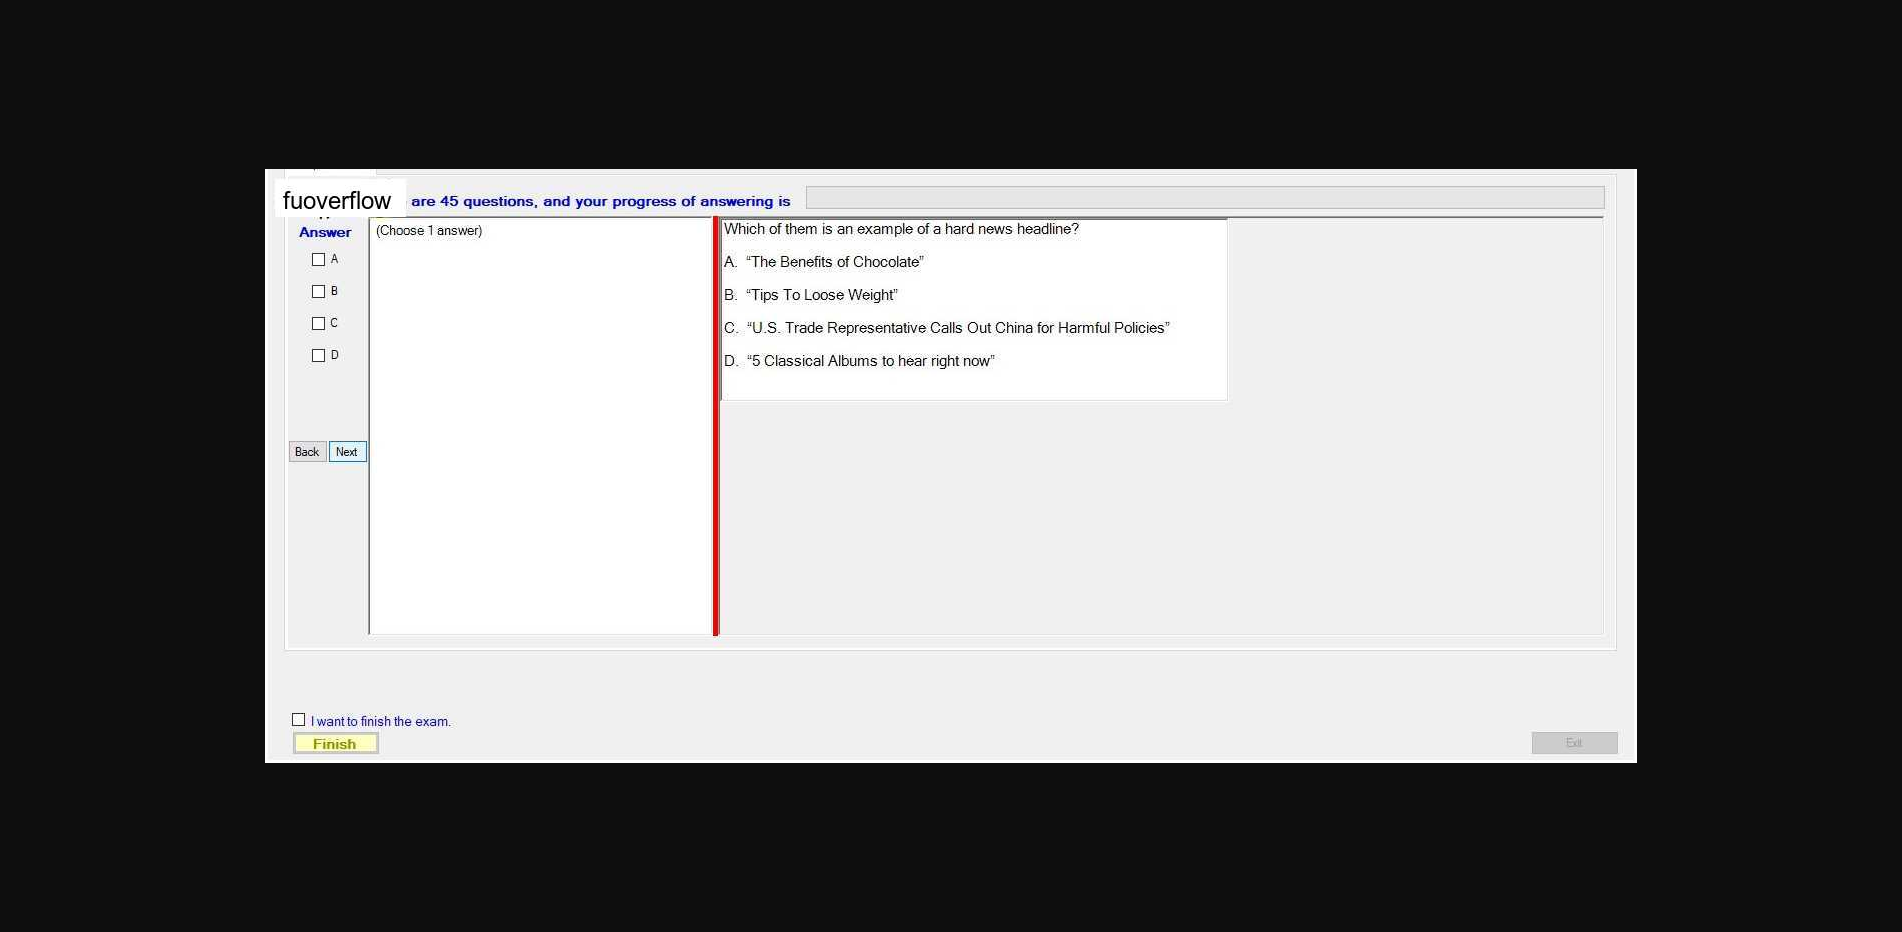 fuoverflow are 45 questions, and your progress of answering is
Answer
(Choose 1 answer)
A
B
C
D
Back Next
Which of them is an example of a hard news headline?
A. “The Benefits of Chocolate”
B. “Tips To Loose Weight”
C. “U.S. Trade Representative Calls Out China for Harmful Policies”
D. “5 Classical Albums to hear right now”
I want to finish the exam.
Finish
Exit